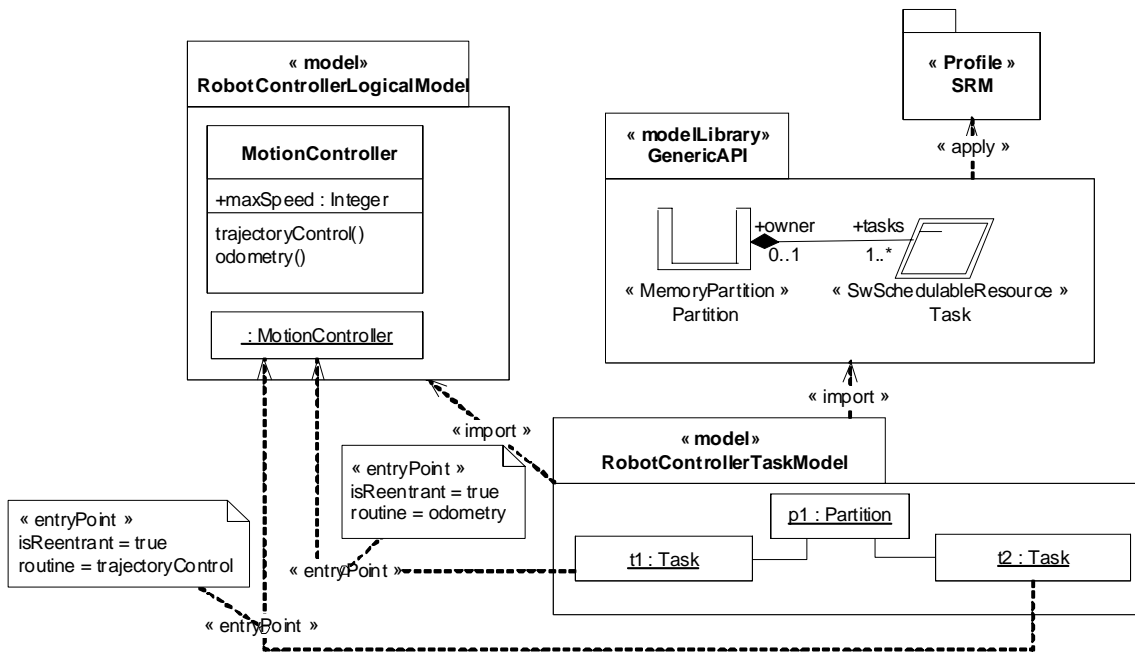 « model»
RobotControllerLogicalModel
MotionController
+maxSpeed : Integer
trajectoryControl()
odometry()
: MotionController
« Profile »
SRM
« apply »
« modelLibrary»
GenericAPI
+owner
+tasks
0..1
1..*
« MemoryPartition »
Partition
« SwSchedulableResource »
Task
« import »
« import »
« model»
RobotControllerTaskModel
p1 : Partition
t1 : Task
t2 : Task
« entryPoint »
isReentrant = true
routine = odometry
« entryPoint »
isReentrant = true
routine = trajectoryControl
« entryPoint »
« entryPoint »